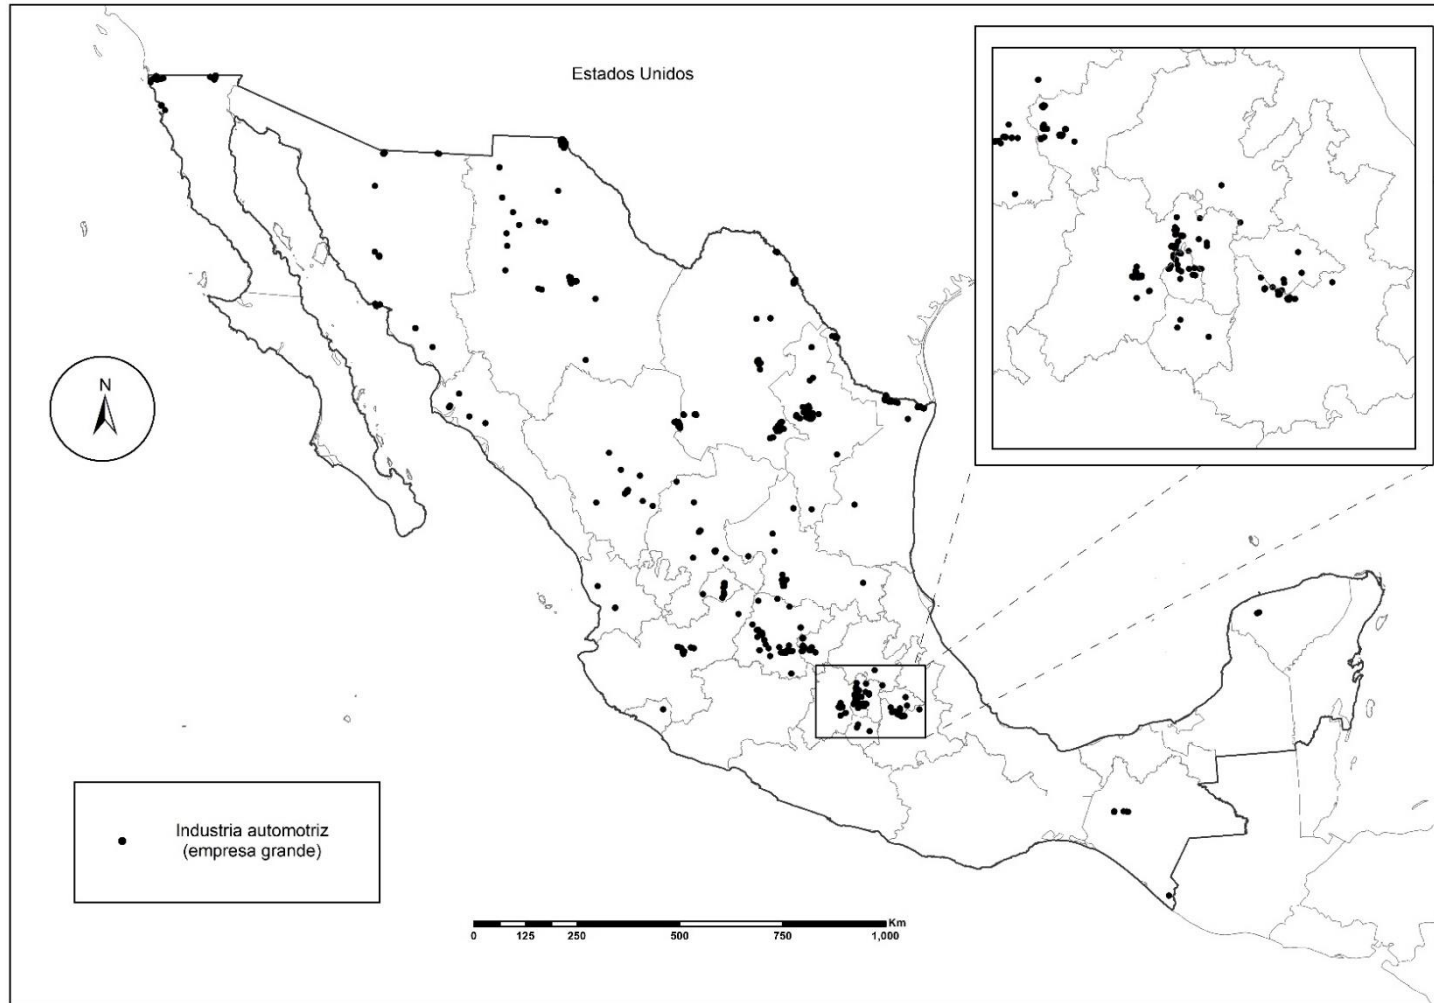 Estados Unidos
N
Industria automotriz
(empresa grande)
Km
0 125 250 500 750 1,000